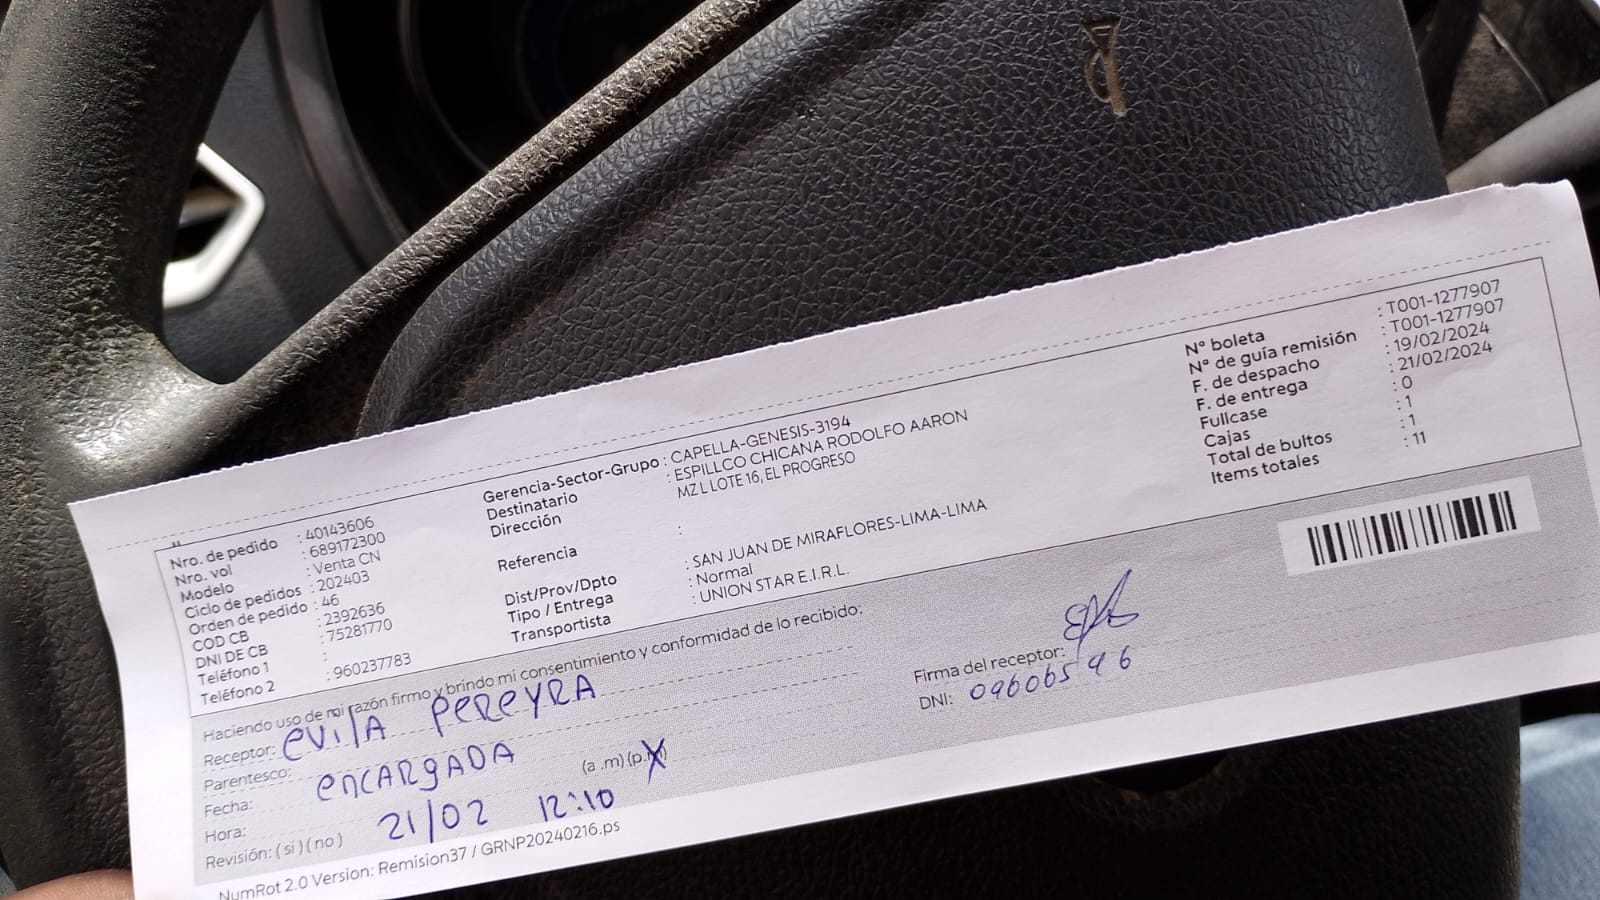 Nro. de pedido : 40143606
Nro. vol : 689172300
Modelo : Venta CN
Ciclo de pedidos : 202403
Orden de pedido : 46
COD CB : 2392636
DNI DE CB : 75281770
Teléfono 1 :
Teléfono 2 : 960237783
Gerencia-Sector-Grupo : CAPELLA-GENESIS-3194
Destinatario : ESPILLCO CHICANA RODOLFO AARON
Dirección MZ L LOTE 16, EL PROGRESO
Referencia :
Dist/Prov/Dpto : SAN JUAN DE MIRAFLORES-LIMA-LIMA
Tipo / Entrega : Normal
Transportista : UNION STAR E.I.R.L.
Nº boleta : T001-1277907
Nº de guía remisión : T001-1277907
F. de despacho : 19/02/2024
F. de entrega : 21/02/2024
Fullcase : 0
Cajas : 1
Total de bultos : 1
Items totales : 11
Haciendo uso de mi razón firmo y brindo mi consentimiento y conformidad de lo recibido:
Receptor: evilA PEREYRA
Parentesco: encARgADA
Fecha: 21/02
Hora: 12:10 (a .m) (p.m)
Revisión: ( si ) ( no )
Firma del receptor:
DNI: 09606596
NumRot 2.0 Version: Remision37 / GRNP20240216.ps